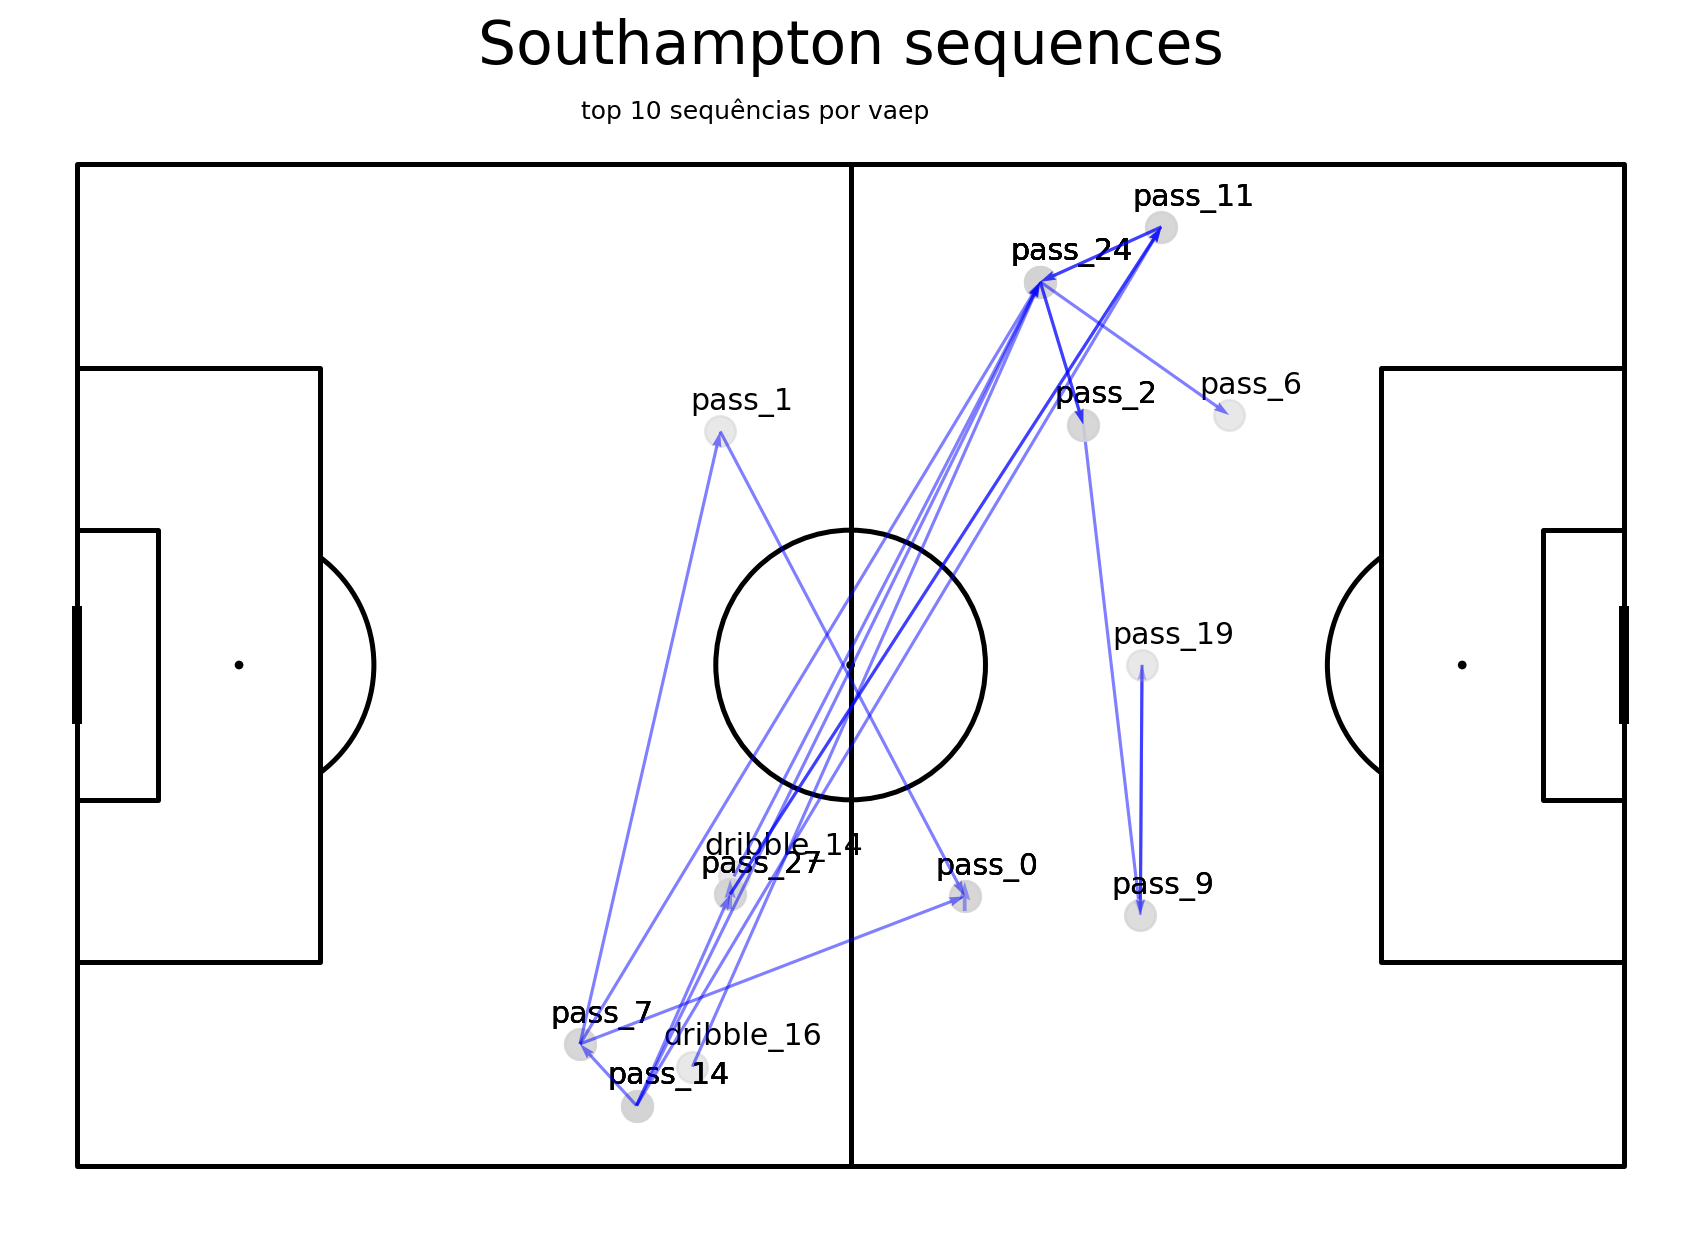 Southampton sequences
top 10 sequências por vaep
pass_11
pass_24
pass_6
pass_2
pass_1
pass_19
dribble_14
pass_27
pass_0
pass_9
pass_7
dribble_16
pass_14